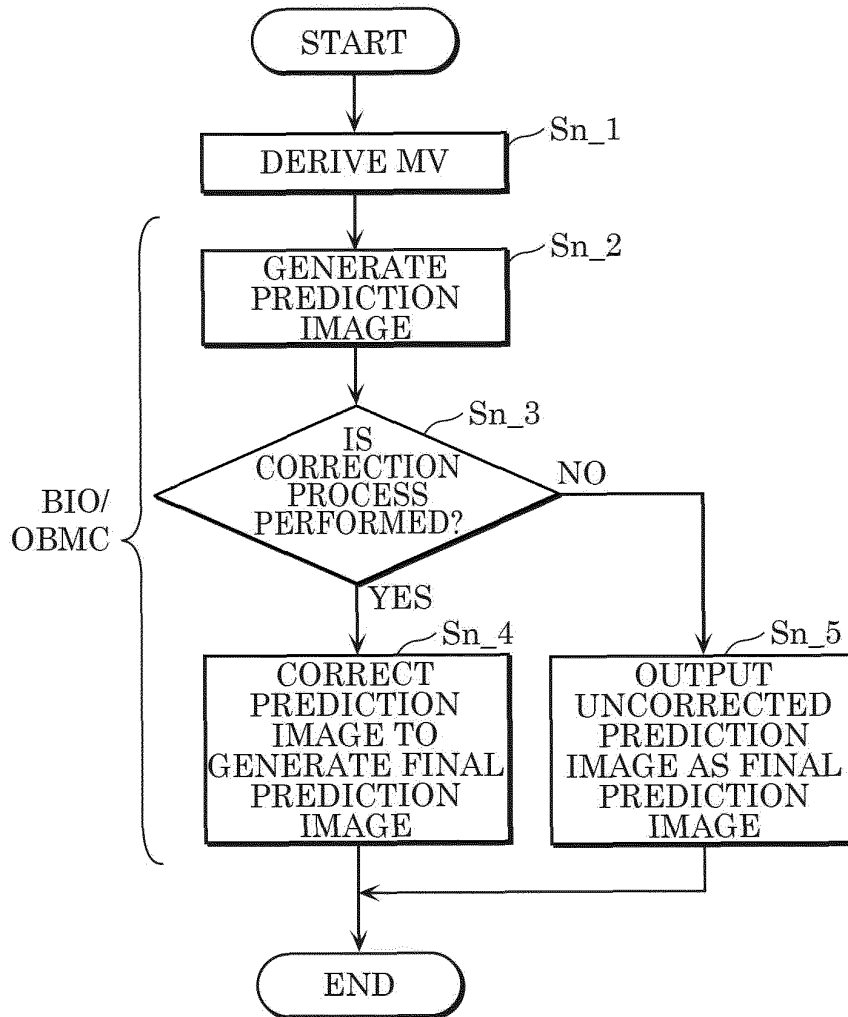 START
Sn_1
DERIVE MV
Sn_2
GENERATE
PREDICTION
IMAGE
Sn_3
IS
CORRECTION
PROCESS
PERFORMED?
NO
BIO/
OBMC
YES
Sn_4
CORRECT
PREDICTION
IMAGE TO
GENERATE FINAL
PREDICTION
IMAGE
Sn_5
OUTPUT
UNCORRECTED
PREDICTION
IMAGE AS FINAL
PREDICTION
IMAGE
END